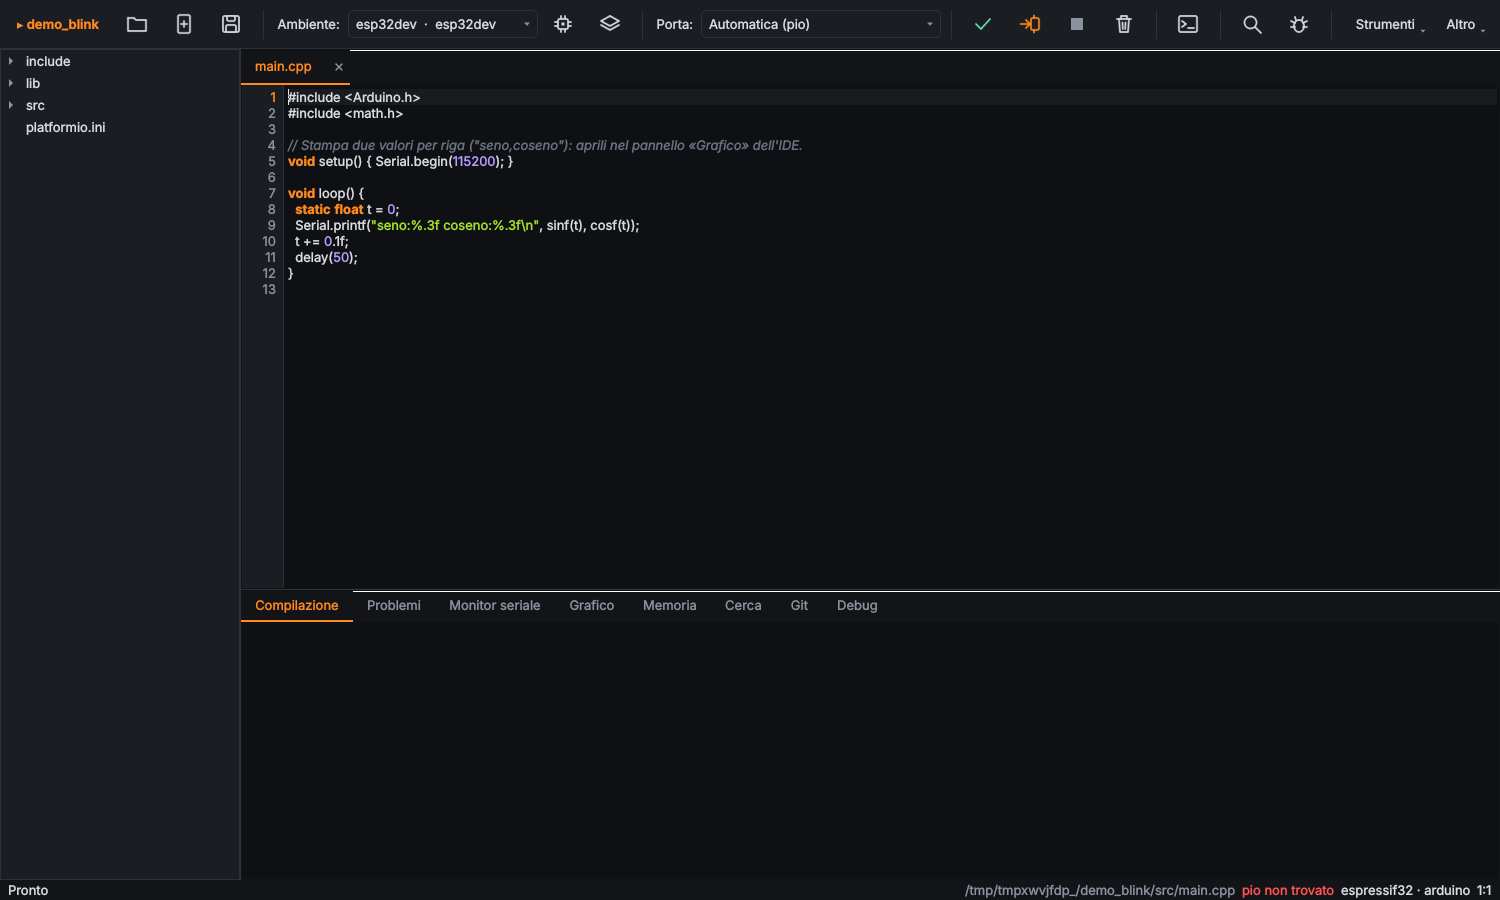 ▸ demo_blink Ambiente: esp32dev · esp32dev Porta: Automatica (pio) Strumenti Altro
include
lib
src
platformio.ini
main.cpp ×
1 #include <Arduino.h>
2 #include <math.h>
3
4 // Stampa due valori per riga ("seno,coseno"): aprili nel pannello «Grafico» dell'IDE.
5 void setup() { Serial.begin(115200); }
6
7 void loop() {
8   static float t = 0;
9   Serial.printf("seno:%.3f coseno:%.3f\n", sinf(t), cosf(t));
10   t += 0.1f;
11   delay(50);
12 }
13
Compilazione Problemi Monitor seriale Grafico Memoria Cerca Git Debug
Pronto /tmp/tmpxwvjfdp_/demo_blink/src/main.cpp pio non trovato espressif32 · arduino 1:1